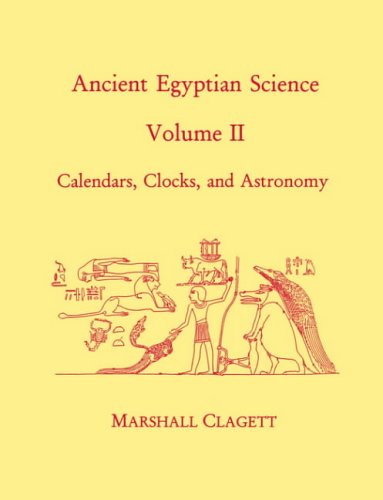 Ancient Egyptian Science
Volume II
Calendars, Clocks, and Astronomy
MARSHALL CLAGETT